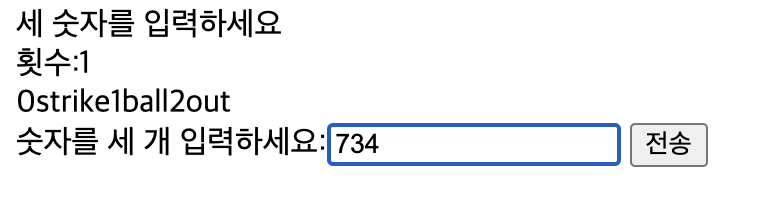 세 숫자를 입력하세요
횟수:1
0strike1ball2out
숫자를 세 개 입력하세요: 734 전송